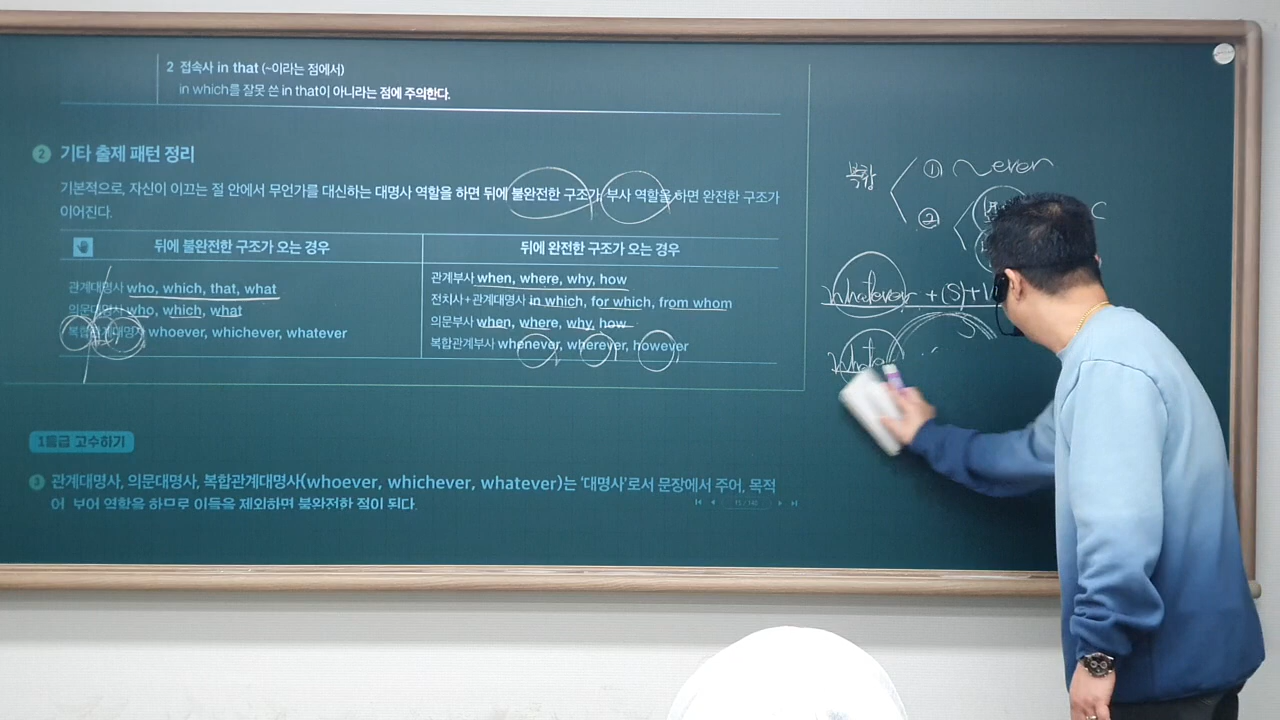 2 접속사 in that (~이라는 점에서)
in which를 잘못 쓴 in that이 아니라는 점에 주의한다.
2 기타 출제 패턴 정리
기본적으로, 자신이 이끄는 절 안에서 무언가를 대신하는 대명사 역할을 하면 뒤에 불완전한 구조가, 부사 역할을 하면 완전한 구조가
이어진다.
뒤에 불완전한 구조가 오는 경우
뒤에 완전한 구조가 오는 경우
관계대명사 who, which, that, what
의문대명사 who, which, what
복합관계대명사 whoever, whichever, whatever
관계부사 when, where, why, how
전치사+관계대명사 in which, for which, from whom
의문부사 when, where, why, how
복합관계부사 whenever, wherever, however
1등급 고수하기
3 관계대명사, 의문대명사, 복합관계대명사(whoever, whichever, whatever)는 '대명사'로서 문장에서 주어, 목적
어, 보어 역할을 하므로 이들을 제외하면 불완전한 절이 된다.
복합
① ~ever
②
whatever + (S) + V